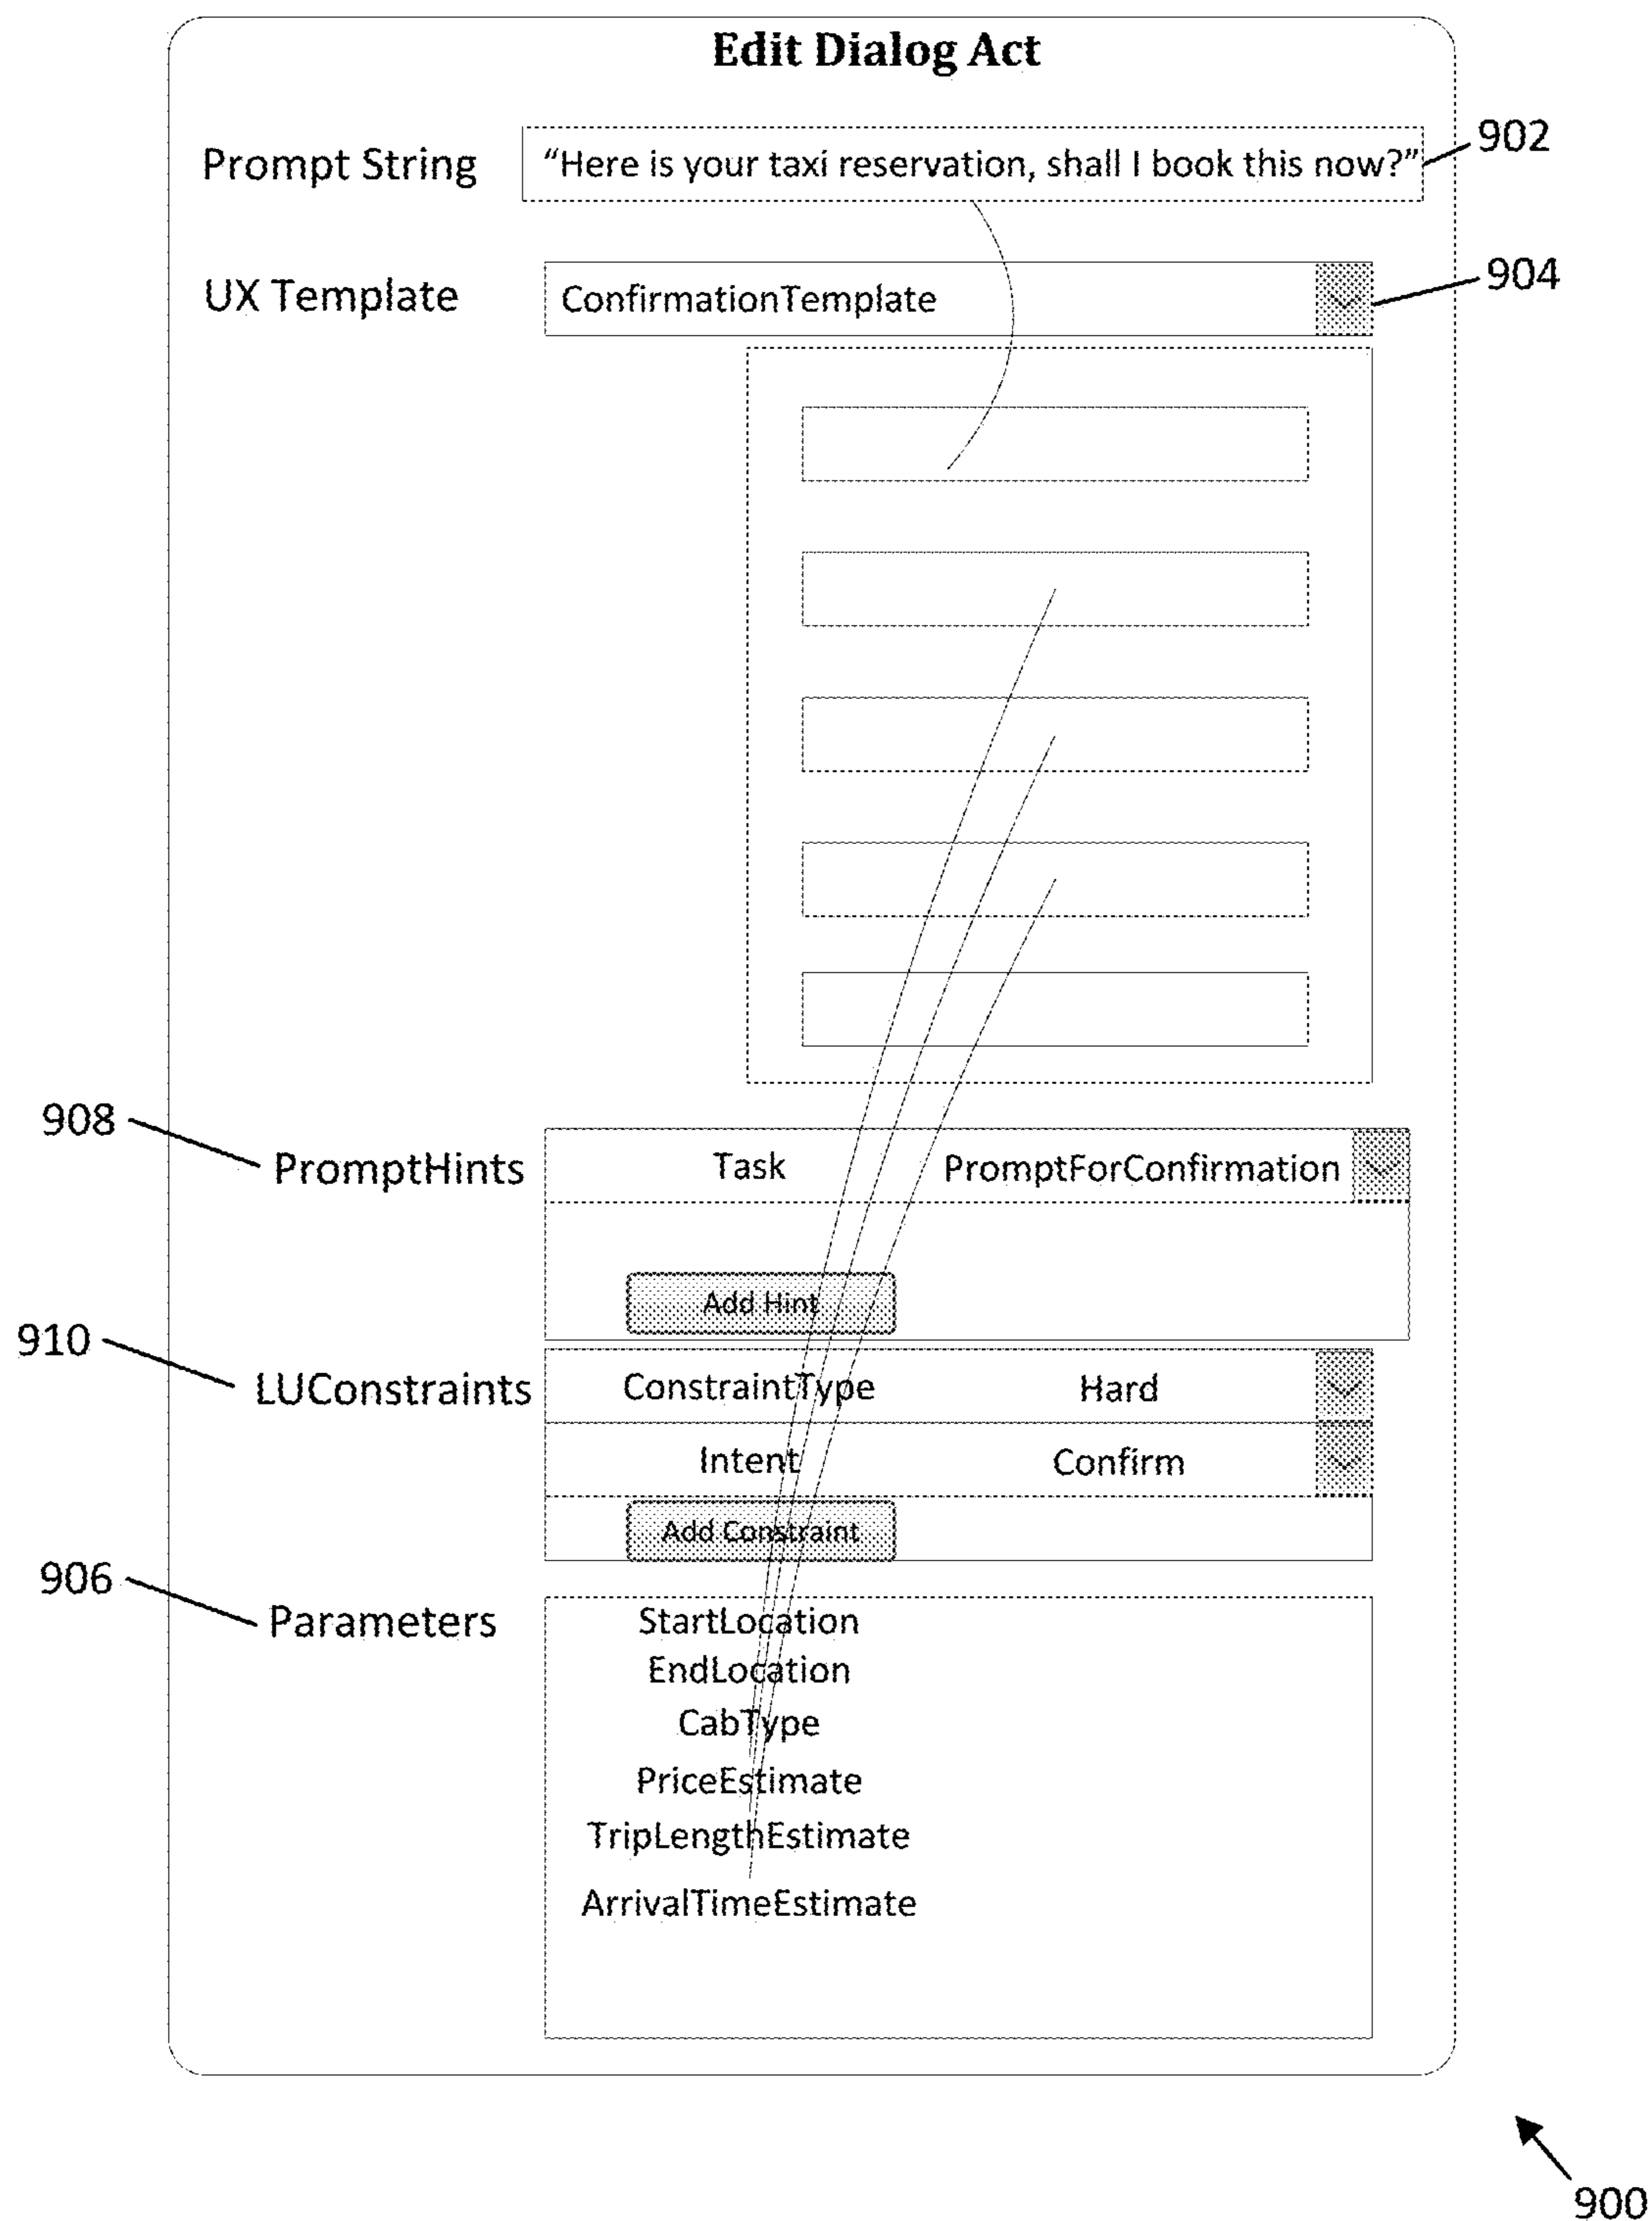 Edit Dialog Act
Prompt String “Here is your taxi reservation, shall I book this now?” 902
UX Template ConfirmationTemplate 904
908 PromptHints Task PromptForConfirmation
Add Hint
910 LUConstraints ConstraintType Hard
Intent Confirm
Add Constraint
906 Parameters StartLocation
EndLocation
CabType
PriceEstimate
TripLengthEstimate
ArrivalTimeEstimate
900